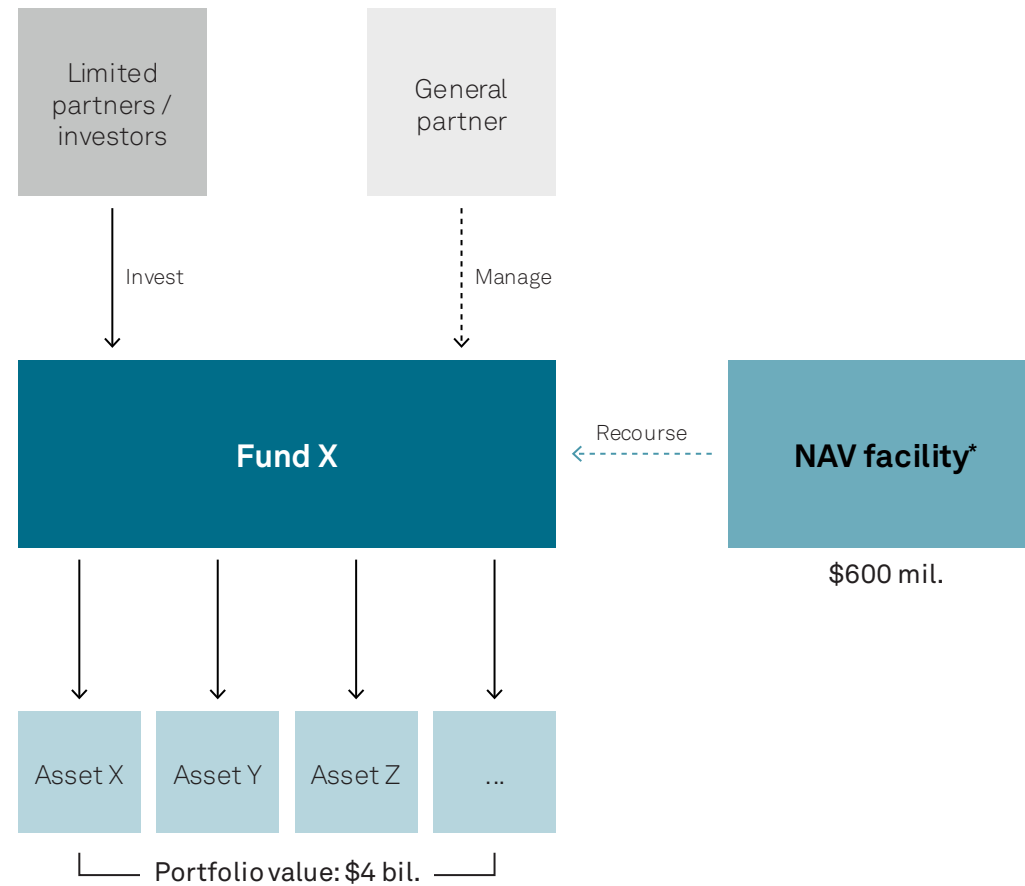 Limited
partners /
investors
General
partner
Invest
Manage
Fund X
Recourse
NAV facility*
$600 mil.
Asset X
Asset Y
Asset Z
...
Portfolio value: $4 bil.